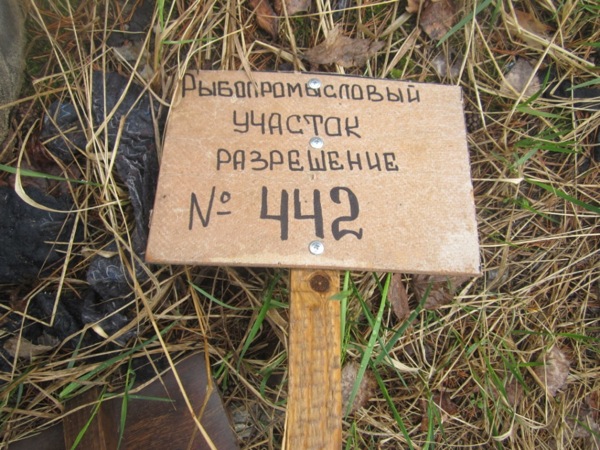 Рыбопромысловый
участок
разрешение
№ 442